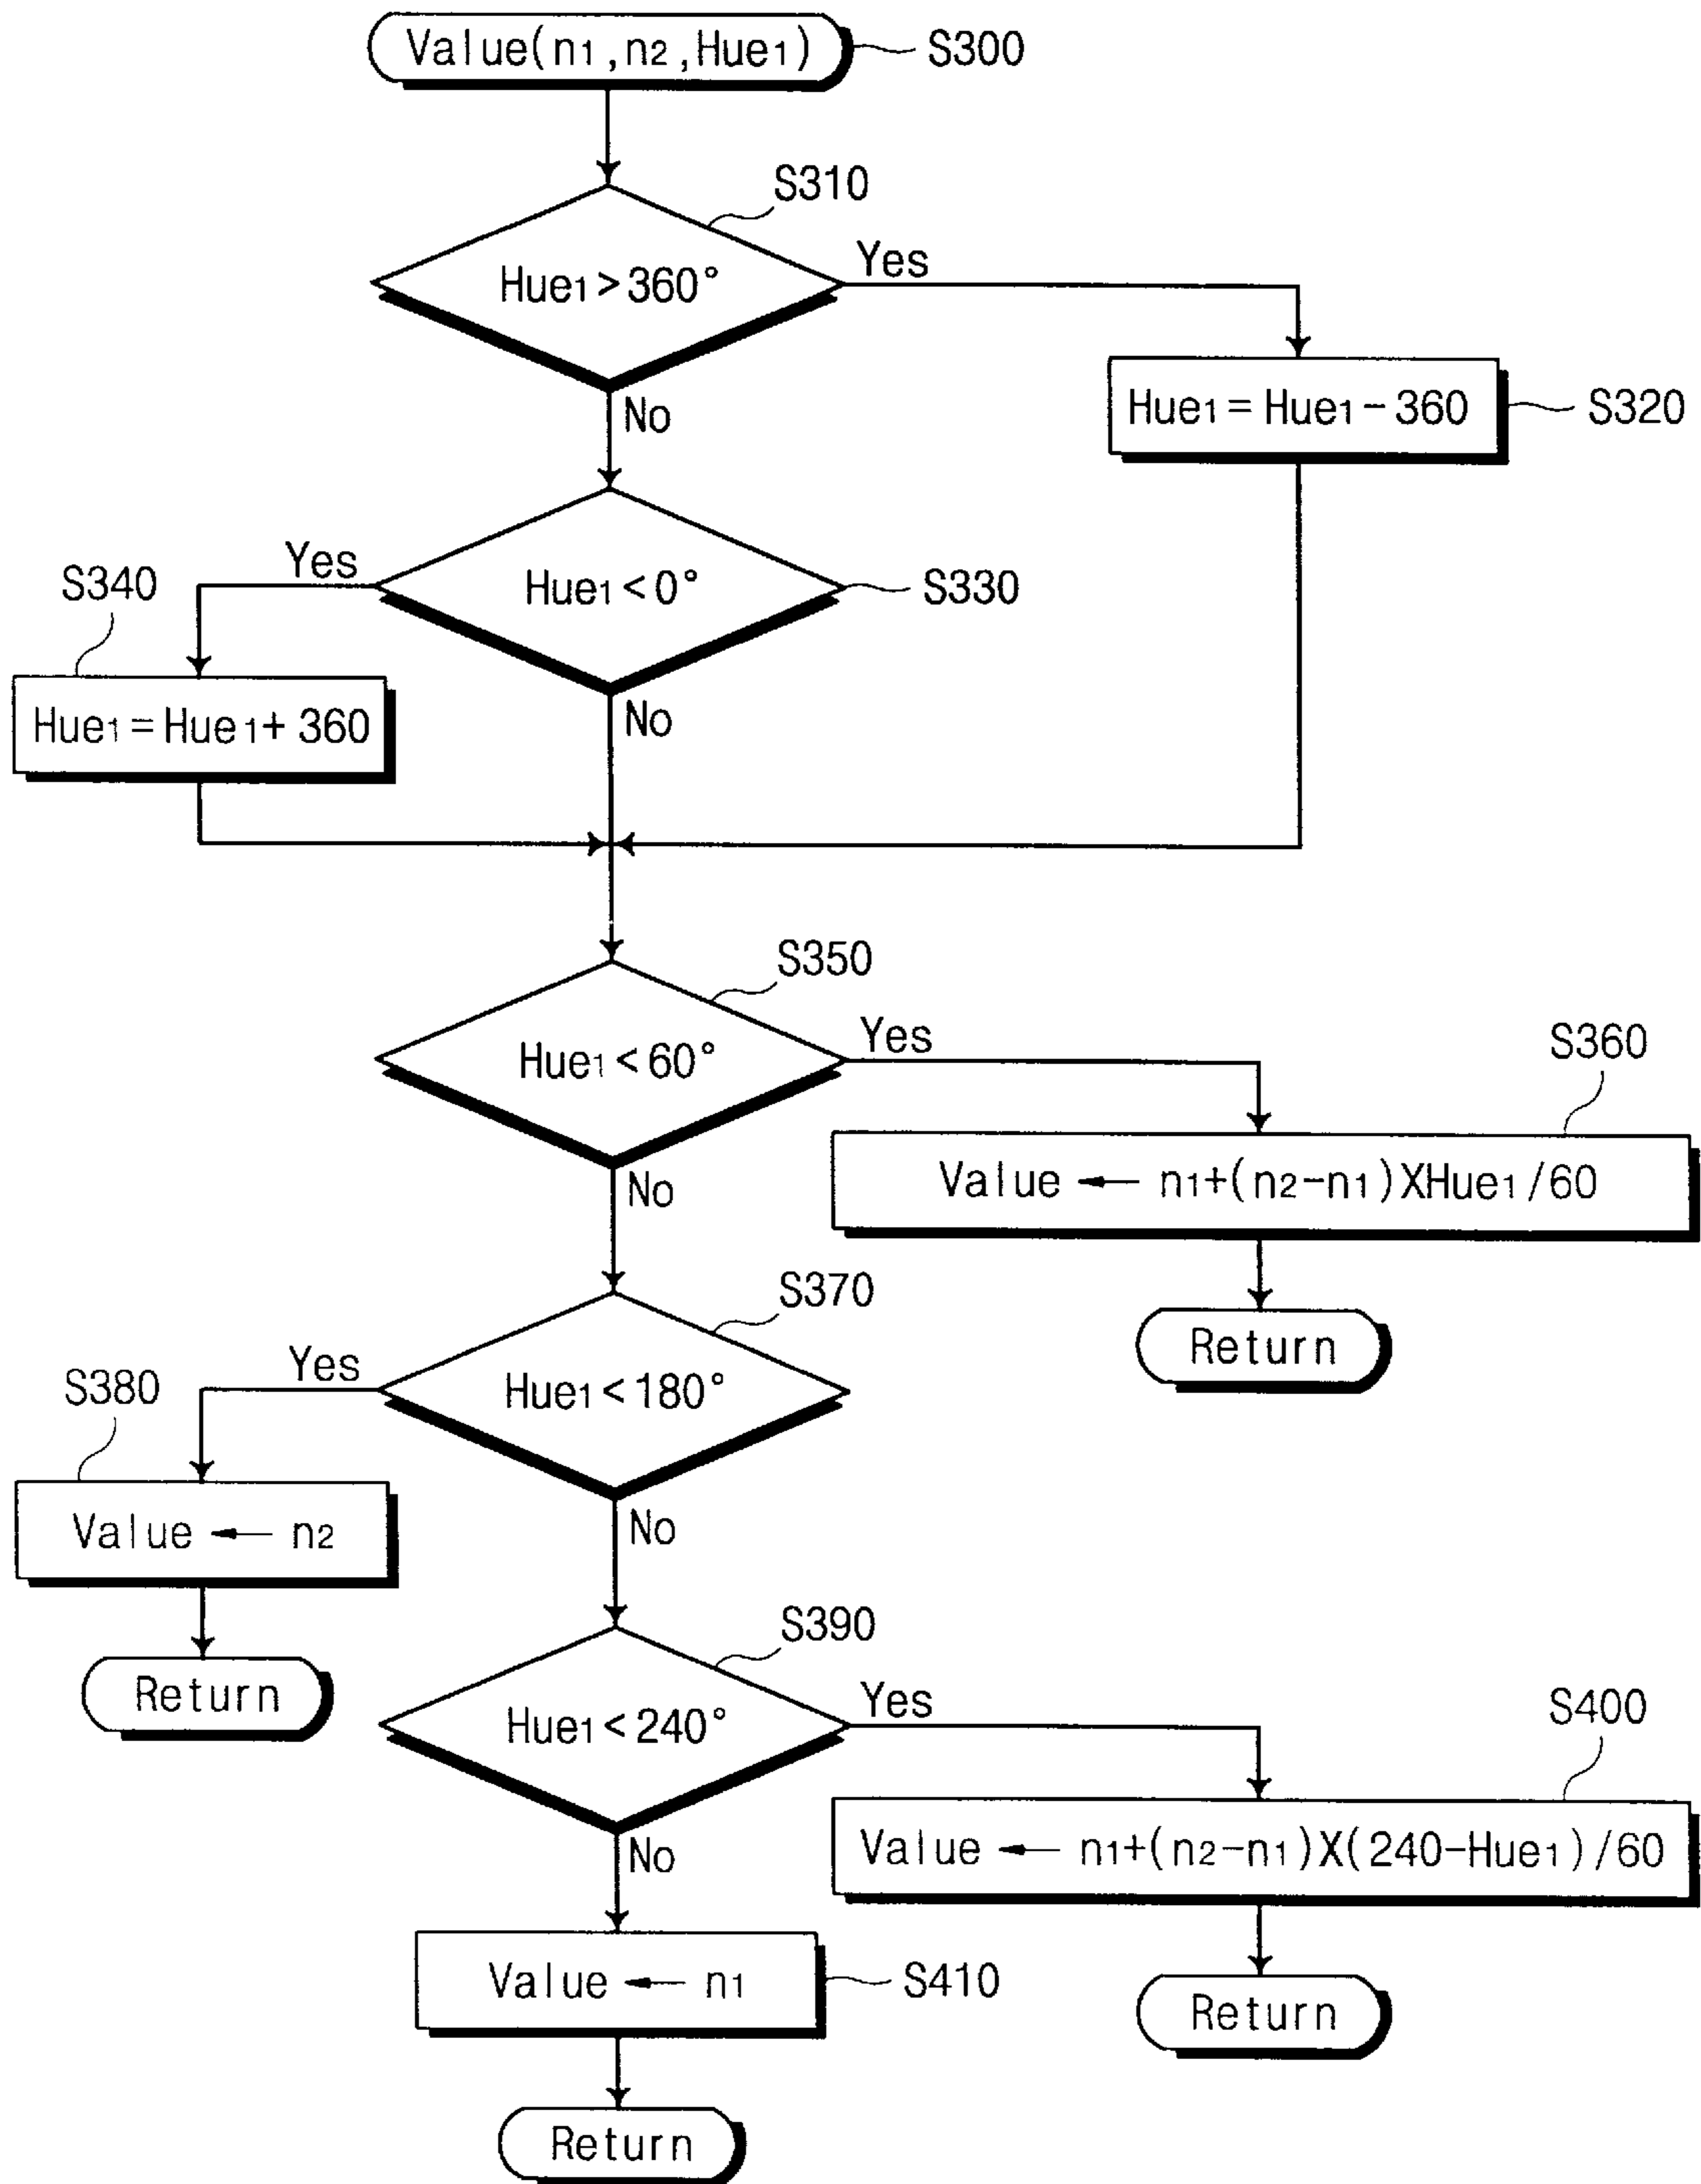 Value(n1,n2,Hue1)
S300
S310
Hue1>360°
Yes
No
Hue1=Hue1-360
S320
Yes
S340
Hue1<0°
S330
Hue1=Hue1+360
No
S350
Hue1<60°
Yes
S360
Value ← n1+(n2-n1)XHue1/60
No
S370
Return
Yes
S380
Hue1<180°
Value ← n2
No
S390
Return
Hue1<240°
Yes
S400
Value ← n1+(n2-n1)X(240-Hue1)/60
No
Value ← n1
S410
Return
Return